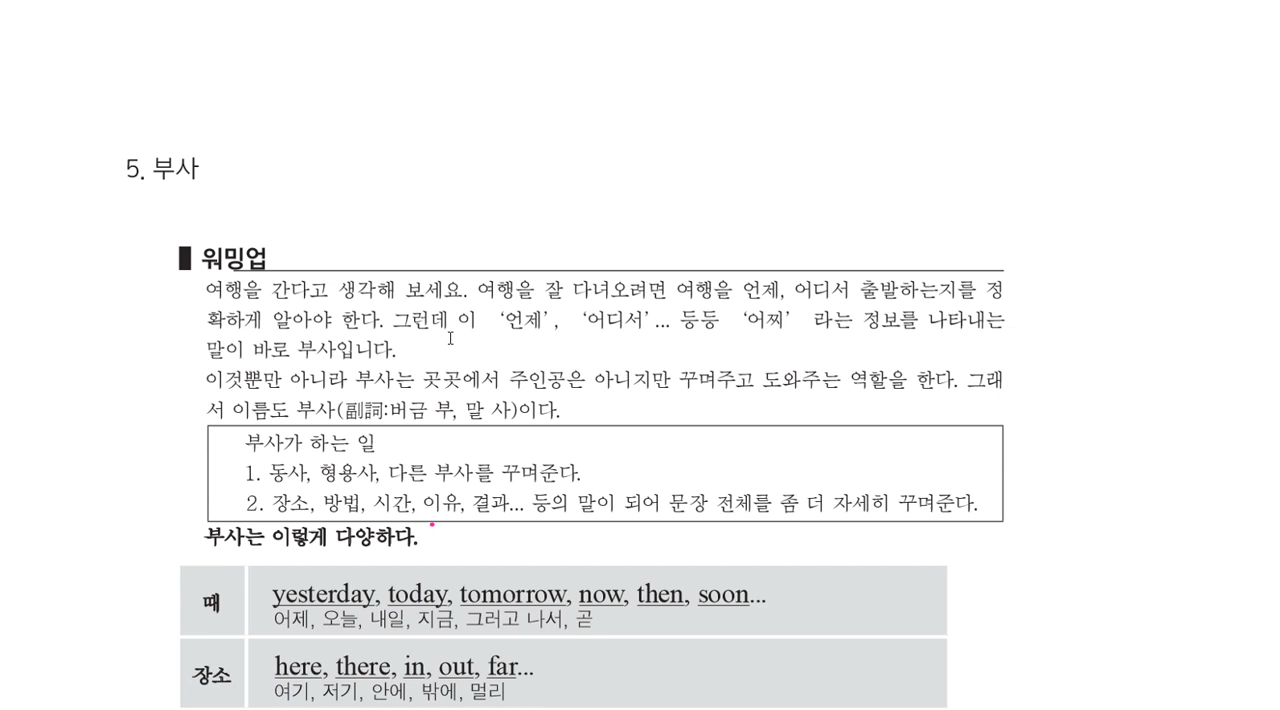 5. 부사
워밍업
여행을 간다고 생각해 보세요. 여행을 잘 다녀오려면 여행을 언제, 어디서 출발하는지를 정
확하게 알아야 한다. 그런데 이 ‘언제’, ‘어디서’... 등등 ‘어찌’ 라는 정보를 나타내는
말이 바로 부사입니다.
이것뿐만 아니라 부사는 곳곳에서 주인공은 아니지만 꾸며주고 도와주는 역할을 한다. 그래
서 이름도 부사(副詞:버금 부, 말 사)이다.
부사가 하는 일
1. 동사, 형용사, 다른 부사를 꾸며준다.
2. 장소, 방법, 시간, 이유, 결과... 등의 말이 되어 문장 전체를 좀 더 자세히 꾸며준다.
부사는 이렇게 다양하다.
때
yesterday, today, tomorrow, now, then, soon...
어제, 오늘, 내일, 지금, 그러고 나서, 곧
장소
here, there, in, out, far...
여기, 저기, 안에, 밖에, 멀리